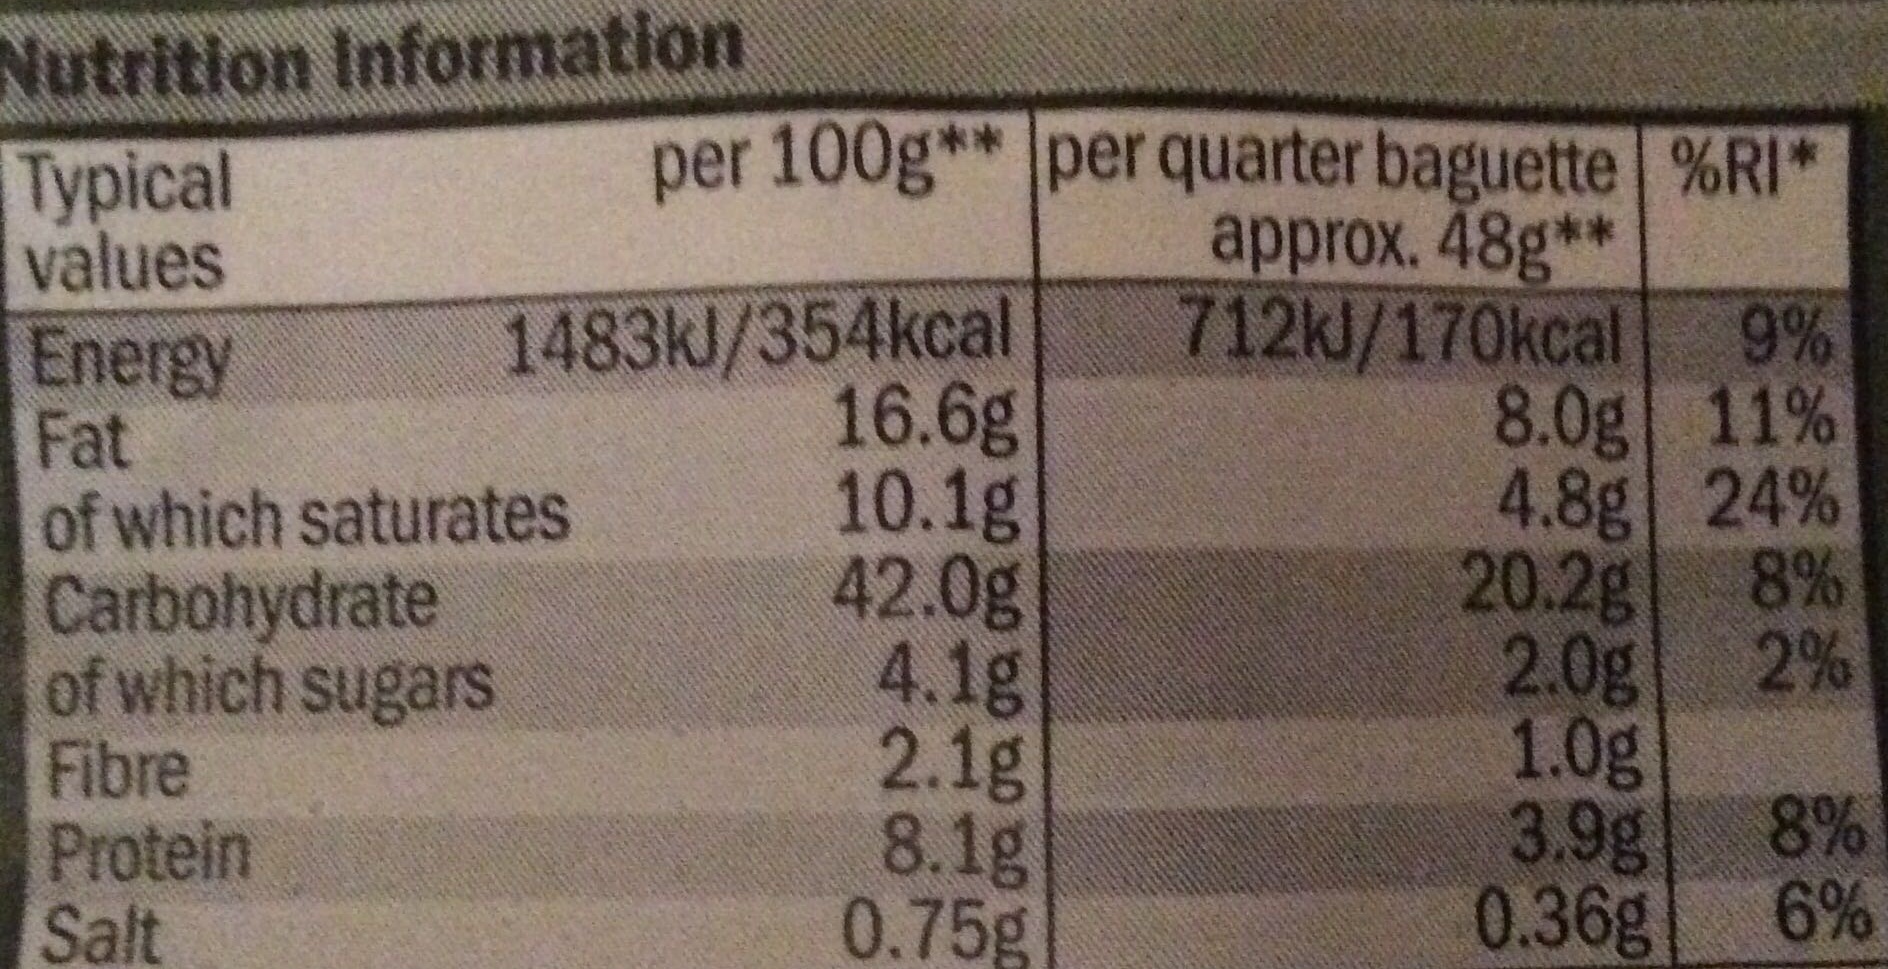 Nutrition Information
Typical values per 100g** per quarter baguette approx. 48g** %RI*
Energy 1483kJ/354kcal 712kJ/170kcal 9%
Fat 16.6g 8.0g 11%
of which saturates 10.1g 4.8g 24%
Carbohydrate 42.0g 20.2g 8%
of which sugars 4.1g 2.0g 2%
Fibre 2.1g 1.0g
Protein 8.1g 3.9g 8%
Salt 0.75g 0.36g 6%